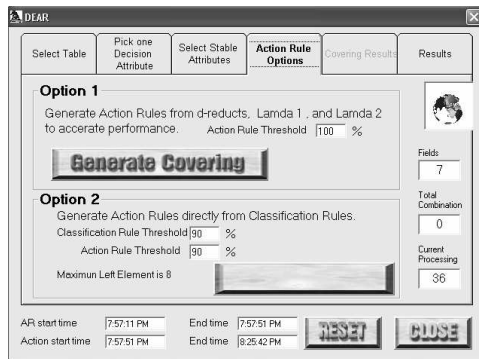 DEAR
Select Table
Pick one
Decision
Attribute
Select Stable
Attributes
Action Rule
Options
Covering Results
Results
Option 1
Generate Action Rules from d-reducts, Lamda 1 , and Lamda 2
to accerate performance.
Action Rule Threshold 100 %
Generate Covering
Option 2
Generate Action Rules directly from Classification Rules.
Classification Rule Threshold 90 %
Action Rule Threshold 90 %
Maximun Left Element is 8
Fields
7
Total
Combination
0
Current
Processing
36
AR start time 7:57:11 PM End time 7:57:51 PM
Action start time 7:57:51 PM End time 8:25:42 PM
RESET
CLOSE